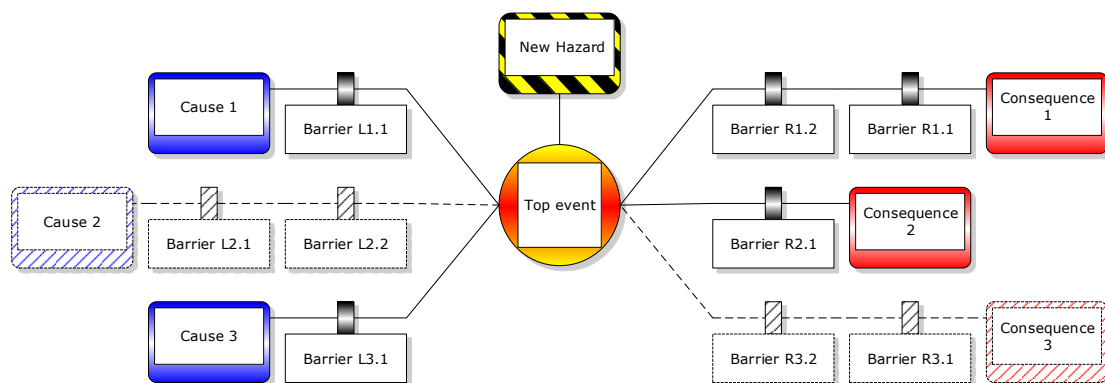 New Hazard
Cause 1
Barrier L1.1
Barrier R1.2
Barrier R1.1
Consequence
1
Cause 2
Barrier L2.1
Barrier L2.2
Top event
Barrier R2.1
Consequence
2
Cause 3
Barrier L3.1
Barrier R3.2
Barrier R3.1
Consequence
3